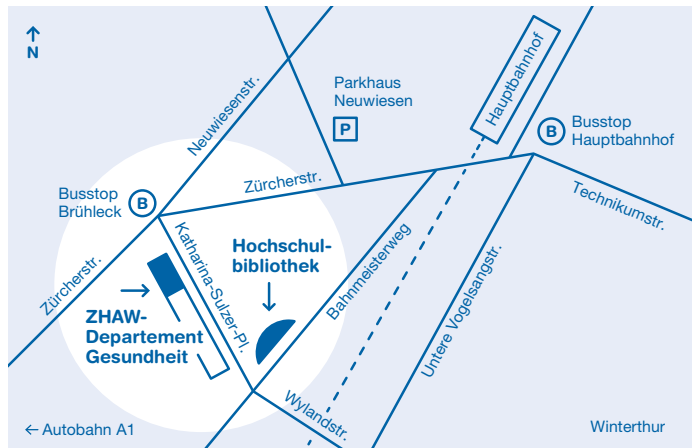 N
Neuwiesenstr.
Parkhaus
Neuwiesen
P
Hauptbahnhof
B
Busstop
Hauptbahnhof
Zürcherstr.
Technikumstr.
Busstop
Brühleck
B
Zürcherstr.
Katharina-Sulzer-Pl.
Hochschul-
bibliothek
Bahnmeisterweg
Untere Vogelsangstr.
ZHAW-
Departement
Gesundheit
Wylandstr.
← Autobahn A1
Winterthur